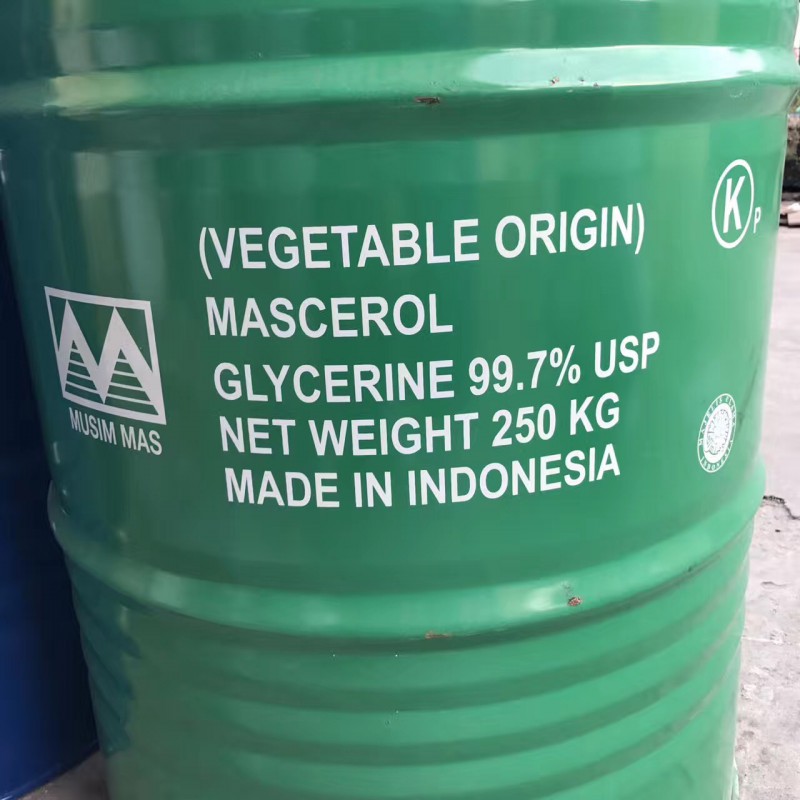 K
P
(VEGETABLE ORIGIN)
MASCEROL
GLYCERINE 99.7% USP
NET WEIGHT 250 KG
MADE IN INDONESIA
MUSIM MAS